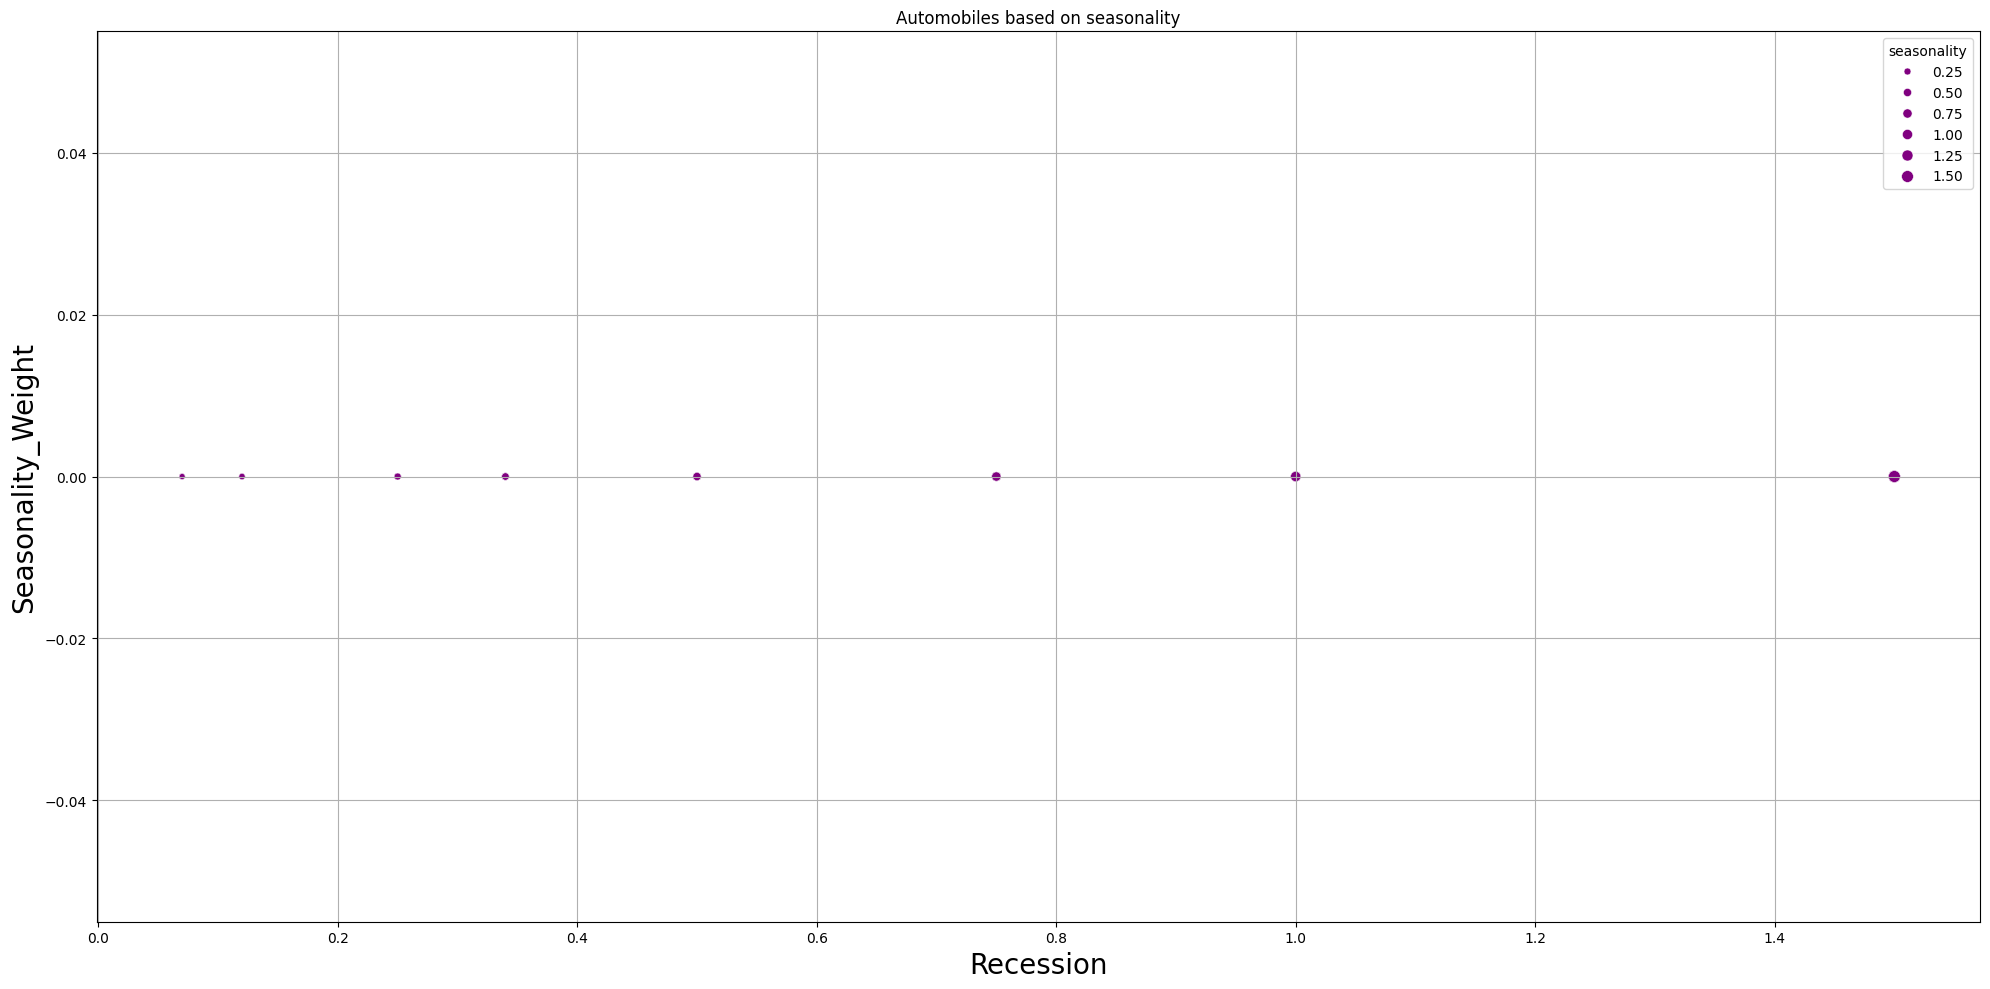 Automobiles based on seasonality
seasonality
0.25
0.50
0.75
1.00
1.25
1.50
0.04
0.02
0.00
−0.02
−0.04
Seasonality_Weight
0.0 0.2 0.4 0.6 0.8 1.0 1.2 1.4
Recession